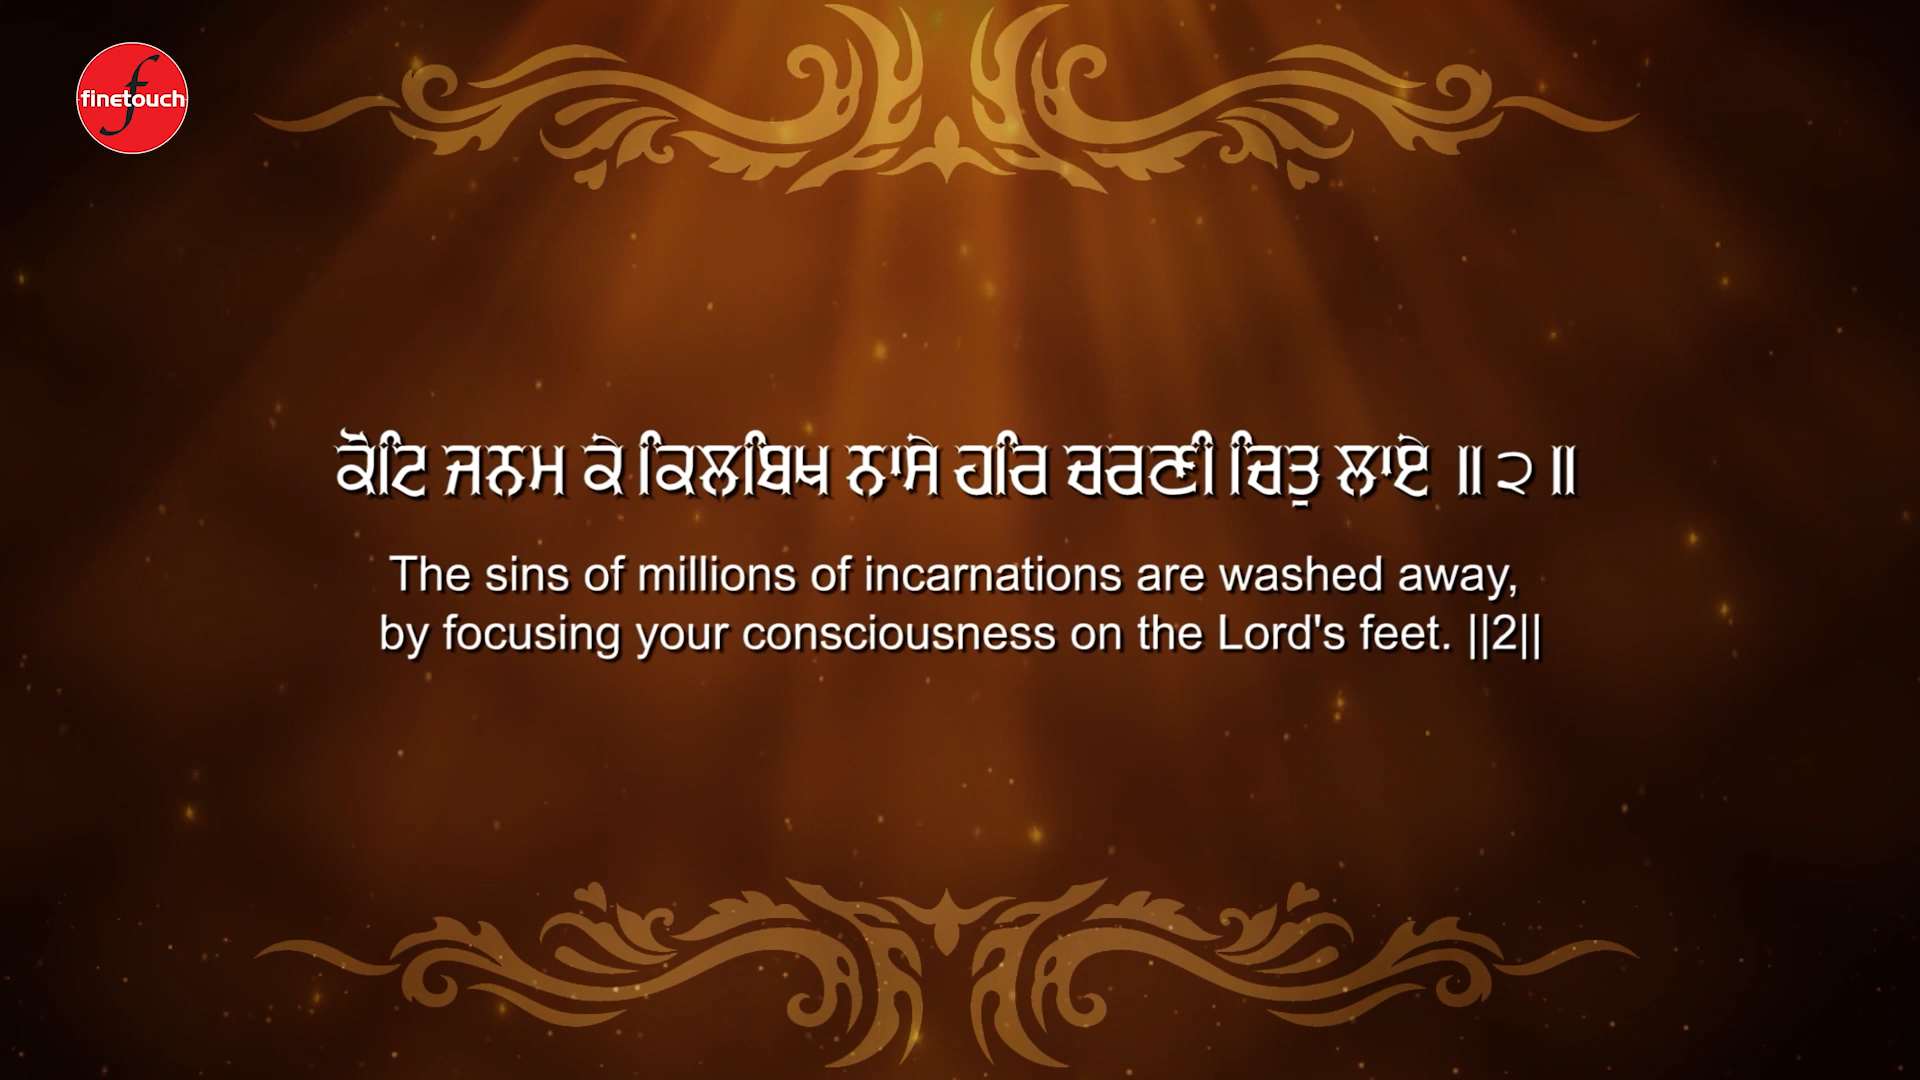 finetouch
ਕੋਟਿ ਜਨਮ ਕੇ ਕਿਲਬਿਖ ਨਾਸੇ ਹਰਿ ਚਰਣੀ ਚਿਤੁ ਲਾਏ ॥੨॥
The sins of millions of incarnations are washed away,
by focusing your consciousness on the Lord's feet. ||2||